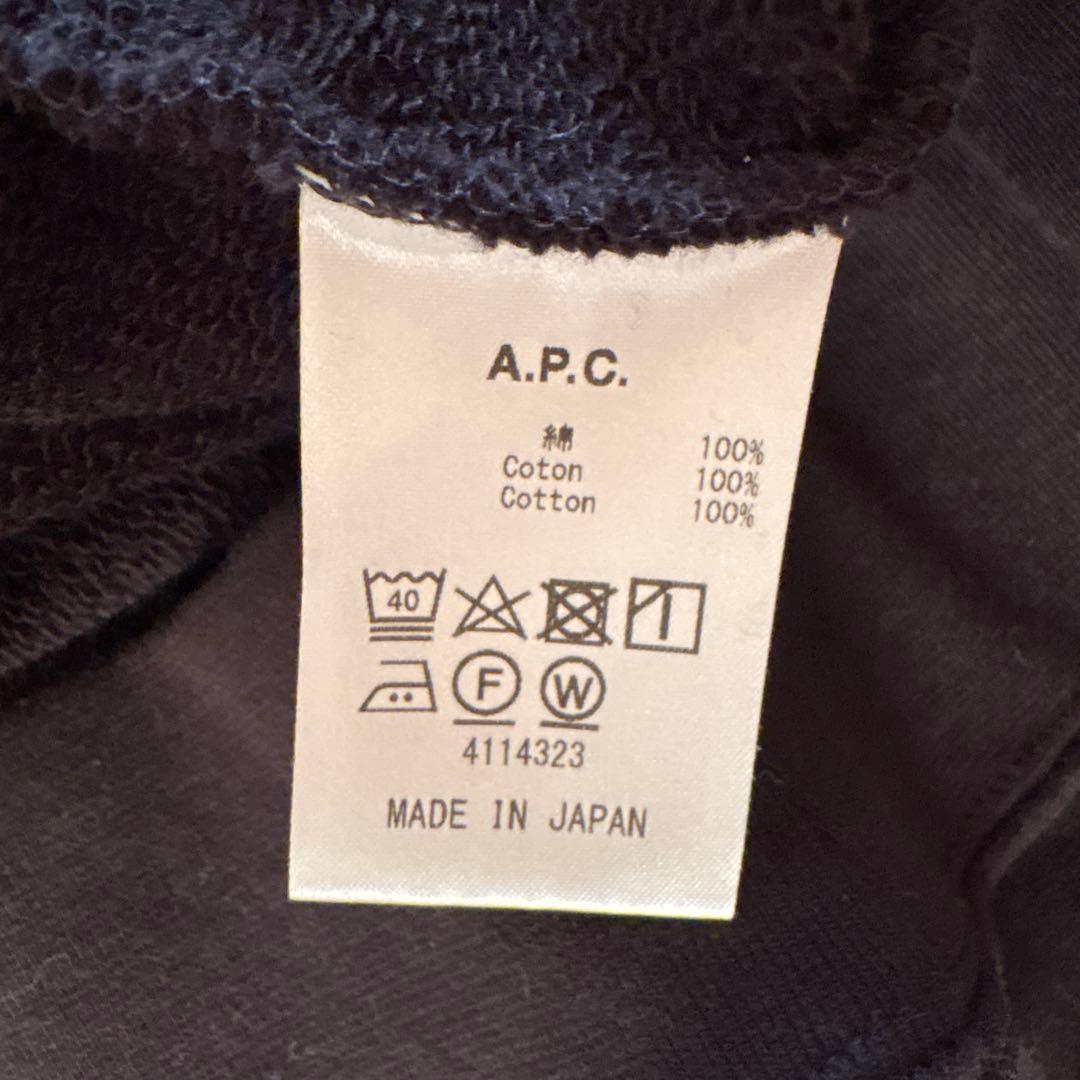 A.P.C.
綿 100%
Coton 100%
Cotton 100%
40
F W
4114323
MADE IN JAPAN